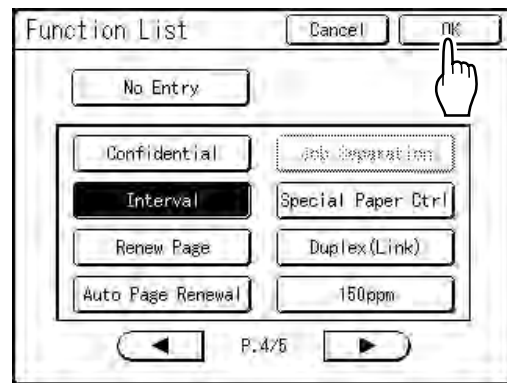 Function List Cancel OK
No Entry
Confidential Job Separation
Interval Special Paper Ctrl
Renew Page Duplex(Link)
Auto Page Renewal 150ppm
P.4/5